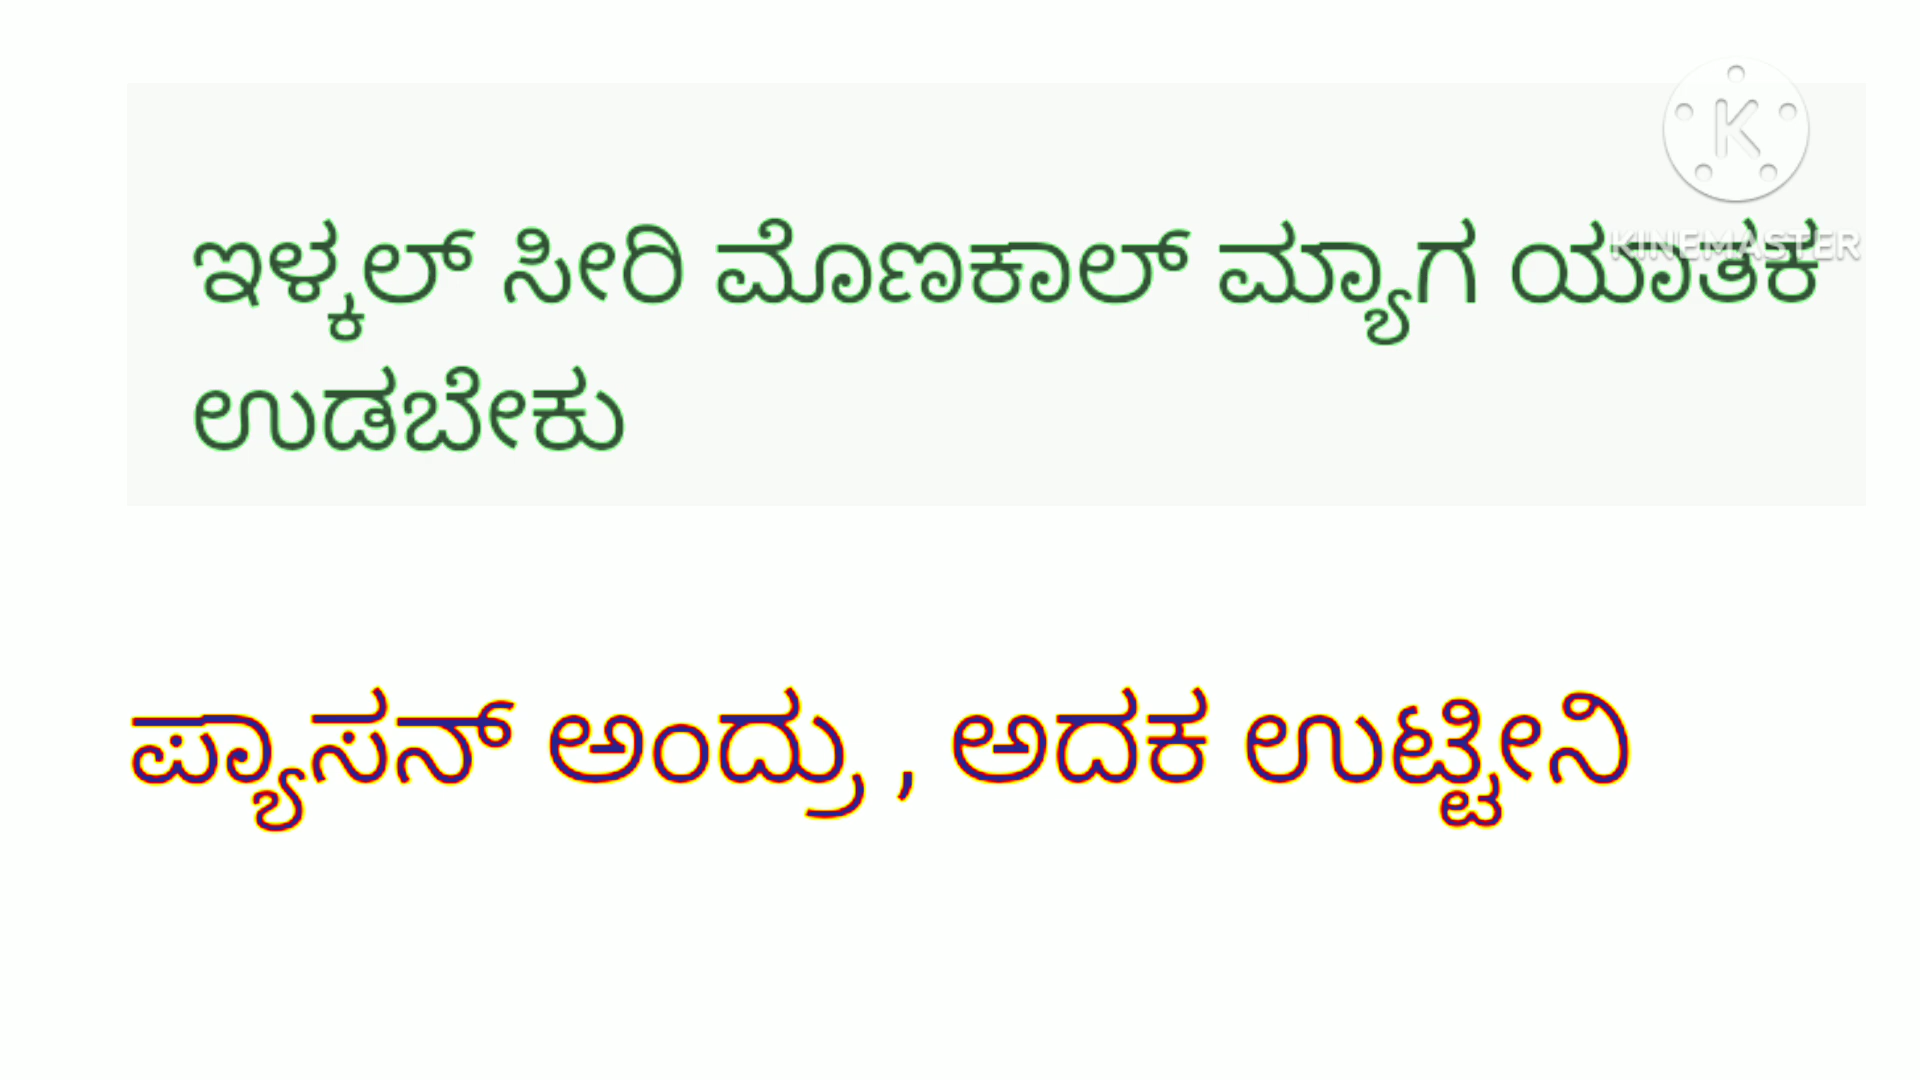 K
KINEMASTER
ಇಳ್ಕಲ್ ಸೀರಿ ಮೊಣಕಾಲ್ ಮ್ಯಾಗ ಯಾತಕ
ಉಡಬೇಕು
ಪ್ಯಾಸನ್ ಅಂದ್ರು , ಅದಕ ಉಟ್ಟೀನಿ